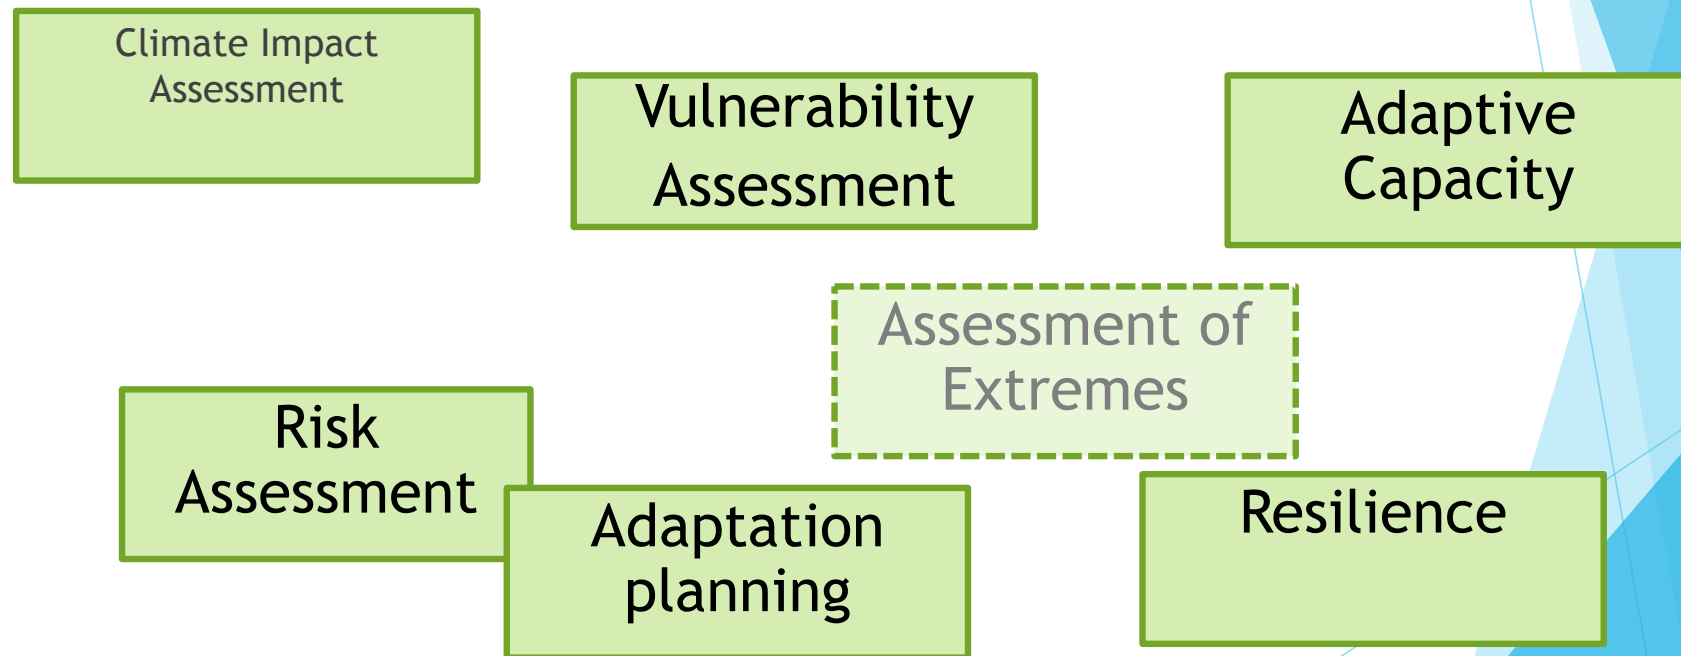 Climate Impact
Assessment
Vulnerability
Assessment
Adaptive
Capacity
Assessment of
Extremes
Risk
Assessment
Adaptation
planning
Resilience